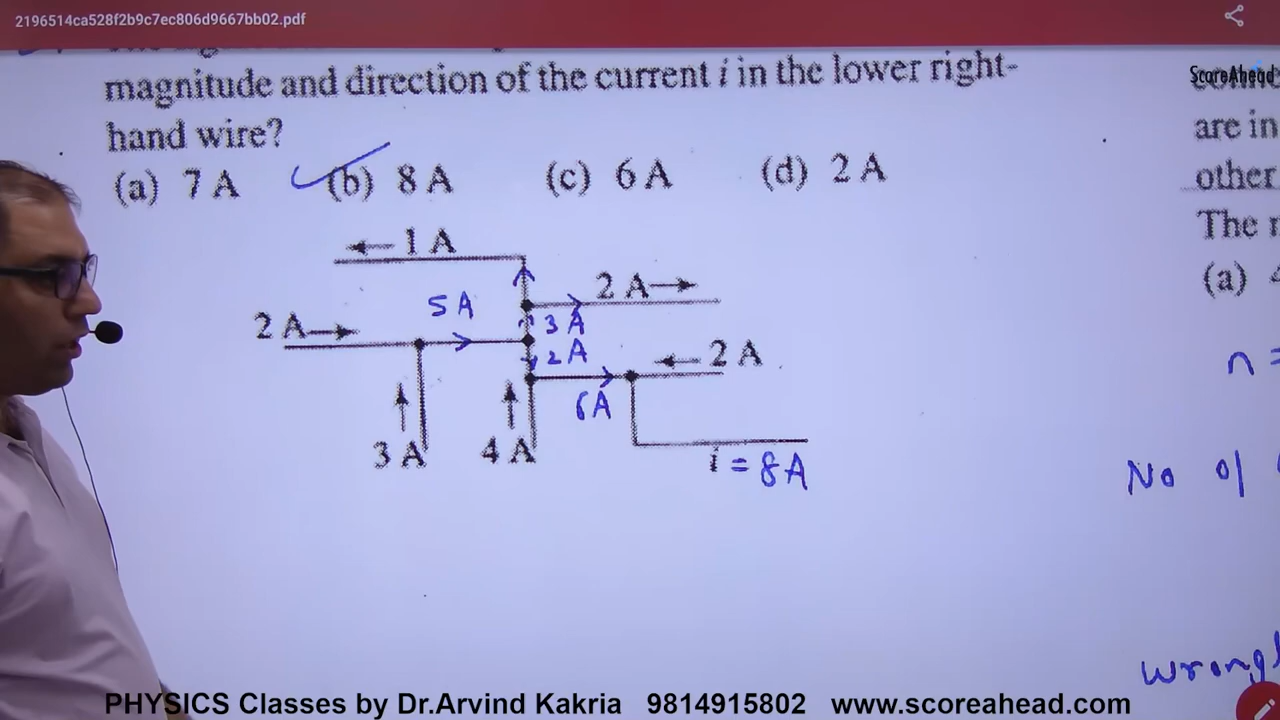 2196514ca528f2b9c7ec806d9667bb02.pdf
magnitude and direction of the current i in the lower right-
hand wire?
(a) 7 A (b) 8 A (c) 6 A (d) 2 A
1 A
2 A
5 A
2 A
3 A
2 A
2 A
6A
3 A
4 A
i = 8A
ScoreAhead
are in
other
The
(a)
n =
No of
wrong
PHYSICS Classes by Dr.Arvind Kakria 9814915802 www.scoreahead.com